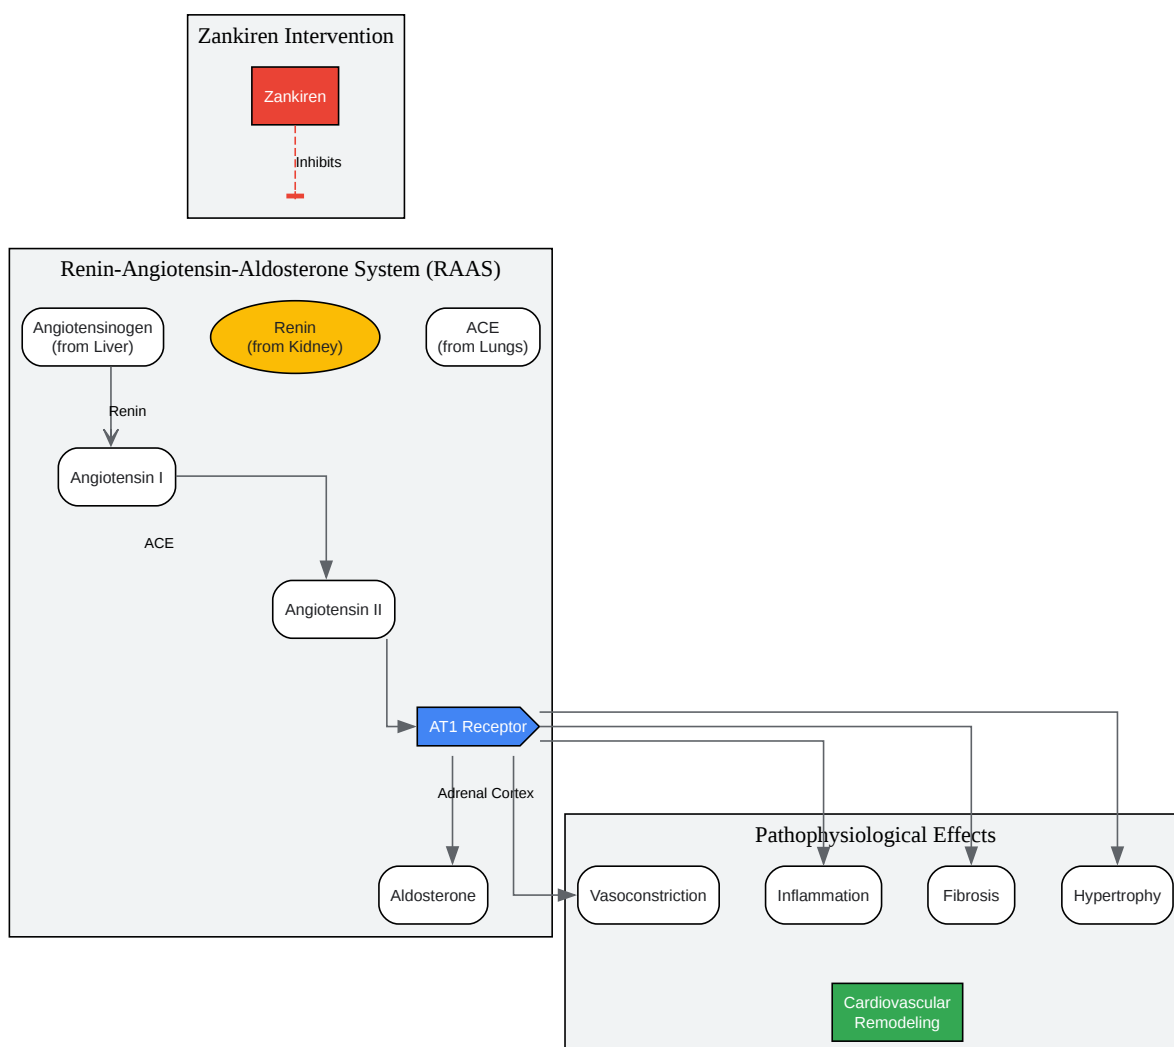 Zankiren Intervention
Zankiren
Inhibits
Renin-Angiotensin-Aldosterone System (RAAS)
Angiotensinogen
(from Liver)
Renin
(from Kidney)
ACE
(from Lungs)
Renin
Angiotensin I
ACE
Angiotensin II
AT1 Receptor
Adrenal Cortex
Pathophysiological Effects
Aldosterone
Vasoconstriction
Inflammation
Fibrosis
Hypertrophy
Cardiovascular
Remodeling